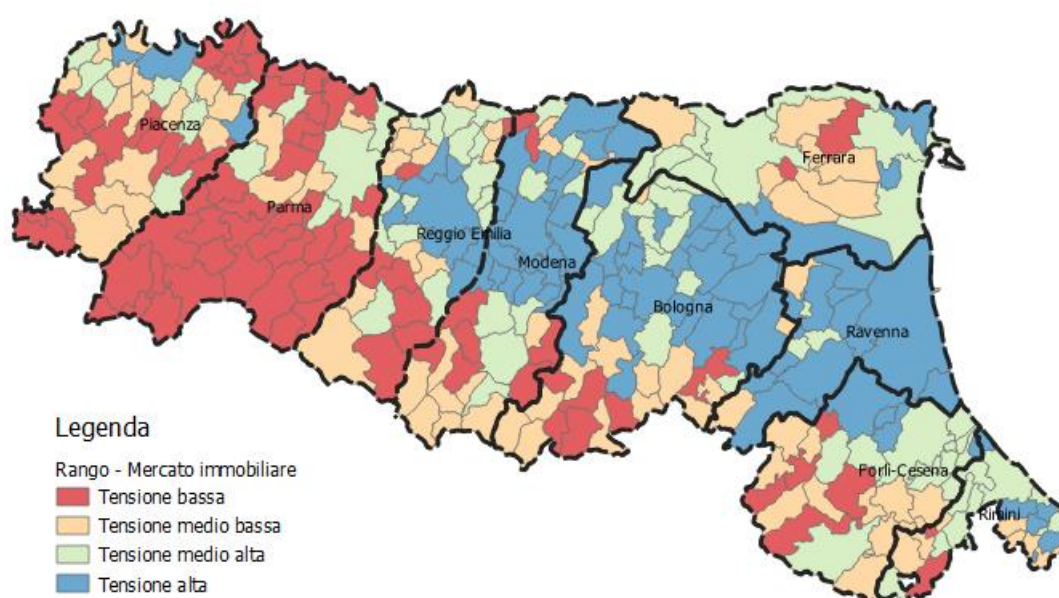 Piacenza
Ferrara
Parma
Reggio Emilia
Modena
Bologna
Ravenna
Forlì-Cesena
Rimini
Legenda
Rango - Mercato immobiliare
Tensione bassa
Tensione medio bassa
Tensione medio alta
Tensione alta